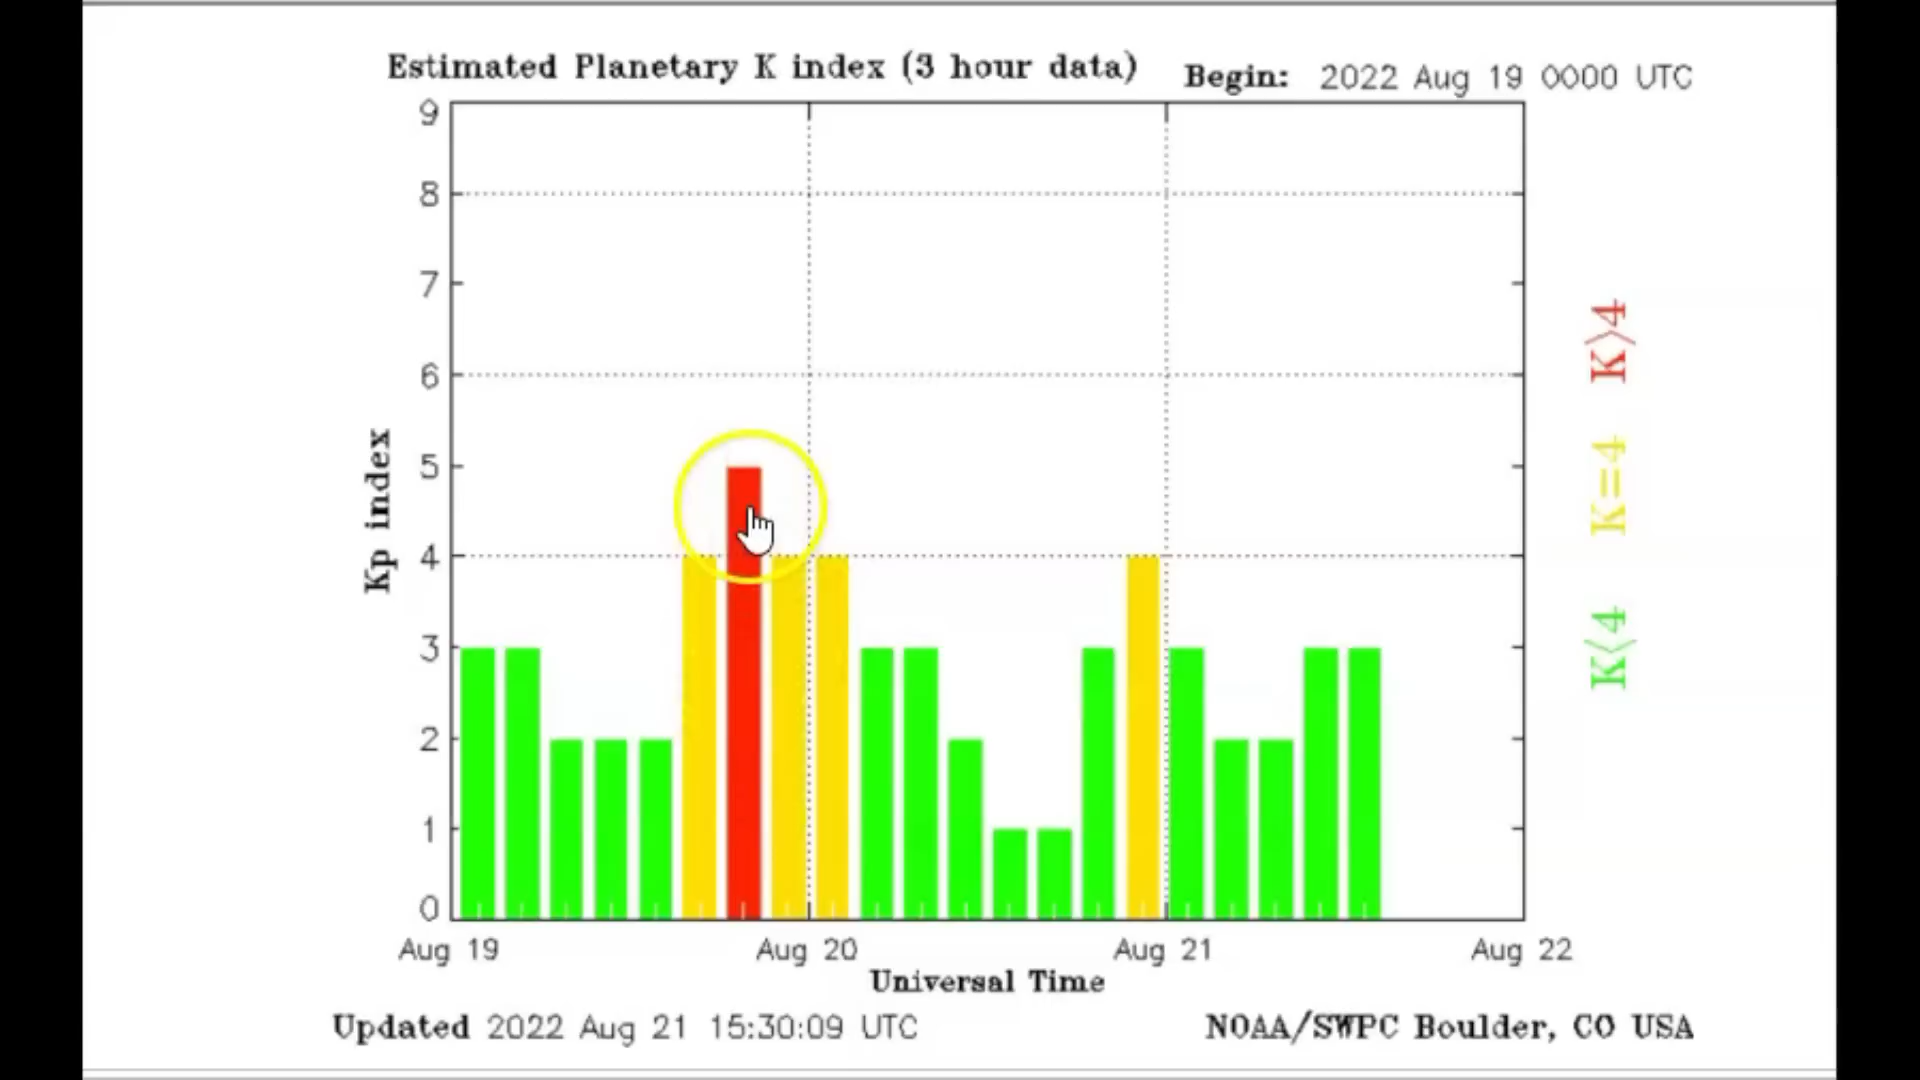 Estimated Planetary K index (3 hour data)
Begin: 2022 Aug 19 0000 UTC
9
8
7
6
5
4
3
2
1
0
Kp index
K>4
K=4
K<4
Aug 19
Aug 20
Aug 21
Aug 22
Universal Time
Updated 2022 Aug 21 15:30:09 UTC
NOAA/SWPC Boulder, CO USA